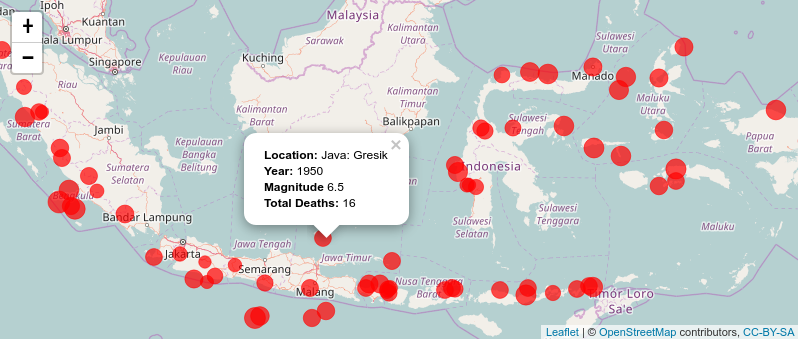 Ipoh
Kuantan
Malaysia
Kalimantan
Utara
Sulawesi
Utara
Sarawak
Kepulauan
Riau
Kuching
Singapore
Manado
+
−
Riau
Kalimantan
Barat
Kalimantan
Timur
Maluku
Utara
Sumatera
Barat
Jambi
Balikpapan
Sulawesi
Tengah
Papua
Barat
Kepulauan
Bangka
Belitung
Sumatera
Selatan
×
Location: Java: Gresik
Year: 1950
Magnitude 6.5
Total Deaths: 16
Indonesia
Bengkulu
Bandar Lampung
Sulawesi
Selatan
Sulawesi
Tenggara
Maluku
Jakarta
Jawa Tengah
Jawa Timur
Semarang
Malang
Nusa Tenggara
Barat
Timor Loro
Sa'e
Leaflet | © OpenStreetMap contributors, CC-BY-SA